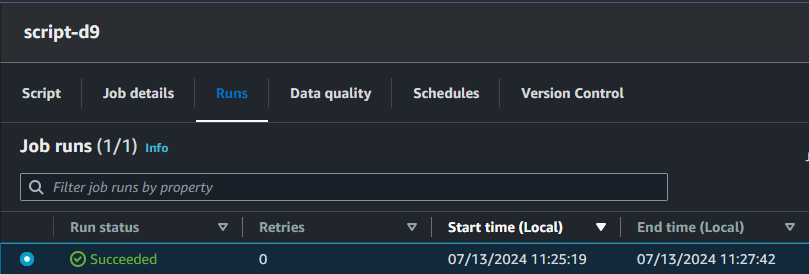 script-d9
Script Job details Runs Data quality Schedules Version Control
Job runs (1/1) Info
Filter job runs by property
Run status Retries Start time (Local) End time (Local)
Succeeded 0 07/13/2024 11:25:19 07/13/2024 11:27:42